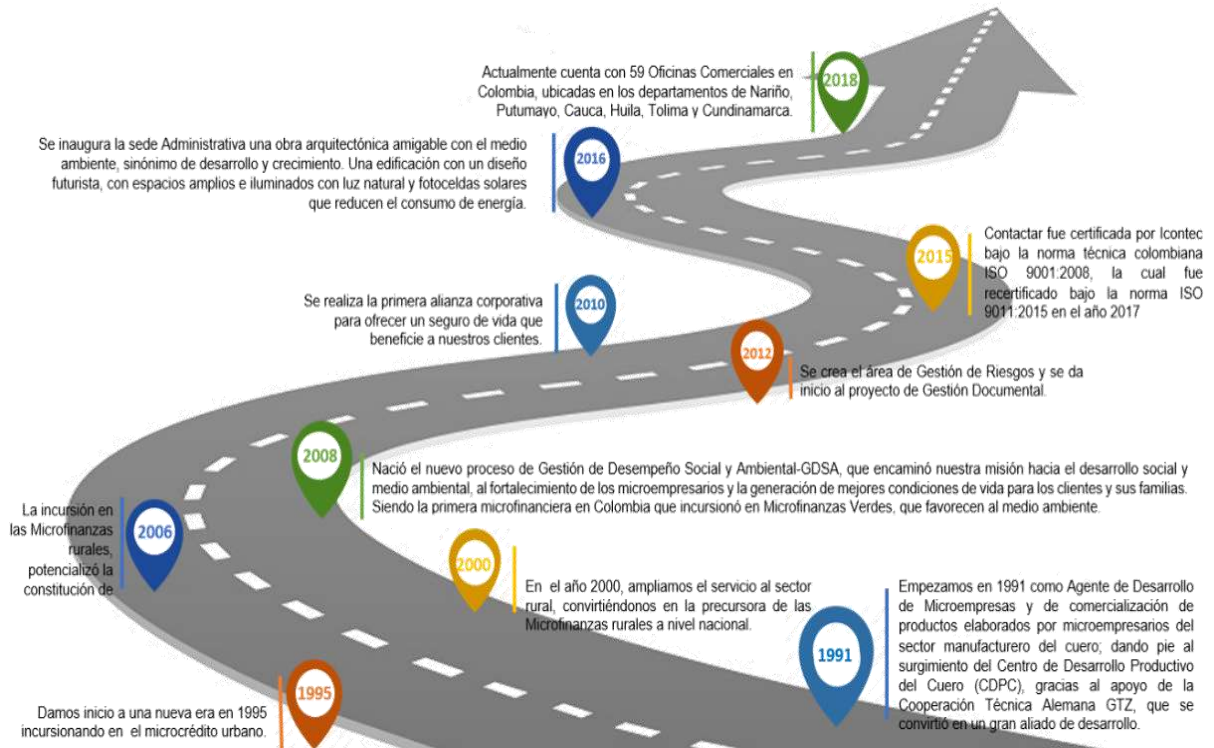 2018
Actualmente cuenta con 59 Oficinas Comerciales en
Colombia, ubicadas en los departamentos de Nariño,
Putumayo, Cauca, Huila, Tolima y Cundinamarca.
2016
Se inaugura la sede Administrativa una obra arquitectónica amigable con el medio
ambiente, sinónimo de desarrollo y crecimiento. Una edificación con un diseño
futurista, con espacios amplios e iluminados con luz natural y fotoceldas solares
que reducen el consumo de energía.
2015
Contactar fue certificada por Icontec
bajo la norma técnica colombiana
ISO 9001:2008, la cual fue
recertificado bajo la norma ISO
9011:2015 en el año 2017
2010
Se realiza la primera alianza corporativa
para ofrecer un seguro de vida que
beneficie a nuestros clientes.
2012
Se crea el área de Gestión de Riesgos y se da
inicio al proyecto de Gestión Documental.
2008
Nació el nuevo proceso de Gestión de Desempeño Social y Ambiental-GDSA, que encaminó nuestra misión hacia el desarrollo social y
medio ambiental, al fortalecimiento de los microempresarios y la generación de mejores condiciones de vida para los clientes y sus familias.
Siendo la primera microfinanciera en Colombia que incursionó en Microfinanzas Verdes, que favorecen al medio ambiente.
2006
La incursión en
las Microfinanzas
rurales,
potencializó la
constitución de
2000
En el año 2000, ampliamos el servicio al sector
rural, convirtiéndonos en la precursora de las
Microfinanzas rurales a nivel nacional.
1991
Empezamos en 1991 como Agente de Desarrollo
de Microempresas y de comercialización de
productos elaborados por microempresarios del
sector manufacturero del cuero; dando pie al
surgimiento del Centro de Desarrollo Productivo
del Cuero (CDPC), gracias al apoyo de la
Cooperación Técnica Alemana GTZ, que se
convirtió en un gran aliado de desarrollo.
1995
Damos inicio a una nueva era en 1995
incursionando en el microcrédito urbano.